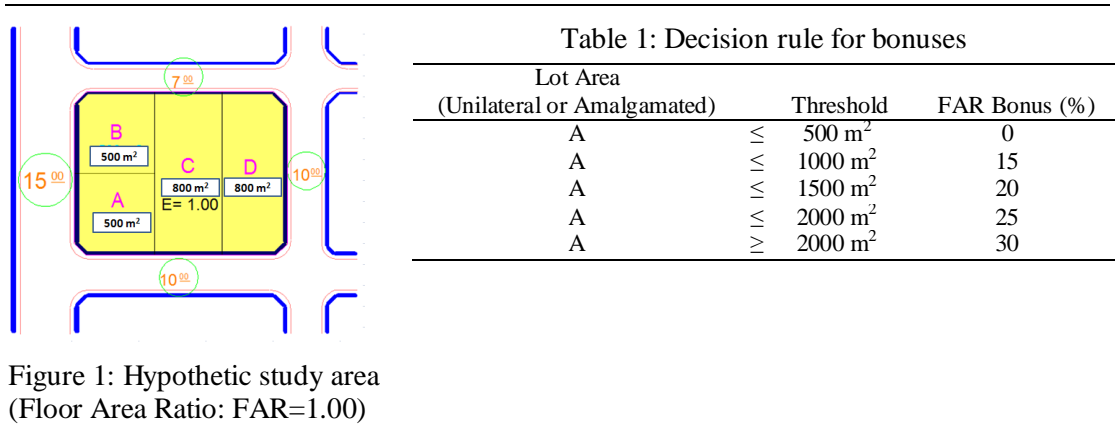 7 00
B
500 m²
15 00
C
D
10 00
800 m²
800 m²
A
E= 1.00
500 m²
10 00
Figure 1: Hypothetic study area
(Floor Area Ratio: FAR=1.00)
Table 1: Decision rule for bonuses
Lot Area
(Unilateral or Amalgamated) Threshold FAR Bonus (%)
A ≤ 500 m² 0
A ≤ 1000 m² 15
A ≤ 1500 m² 20
A ≤ 2000 m² 25
A ≥ 2000 m² 30